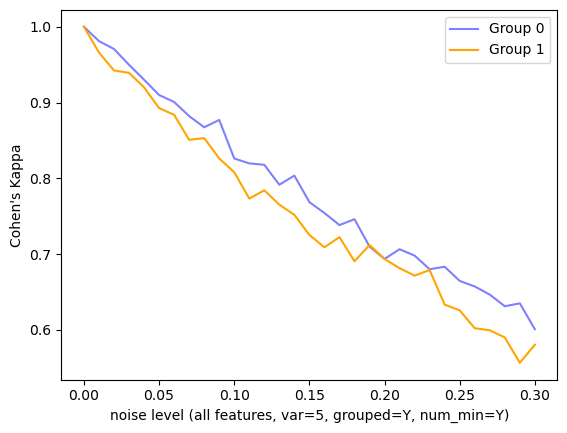 Group 0
Group 1
1.0
0.9
0.8
0.7
0.6
Cohen's Kappa
0.00 0.05 0.10 0.15 0.20 0.25 0.30
noise level (all features, var=5, grouped=Y, num_min=Y)